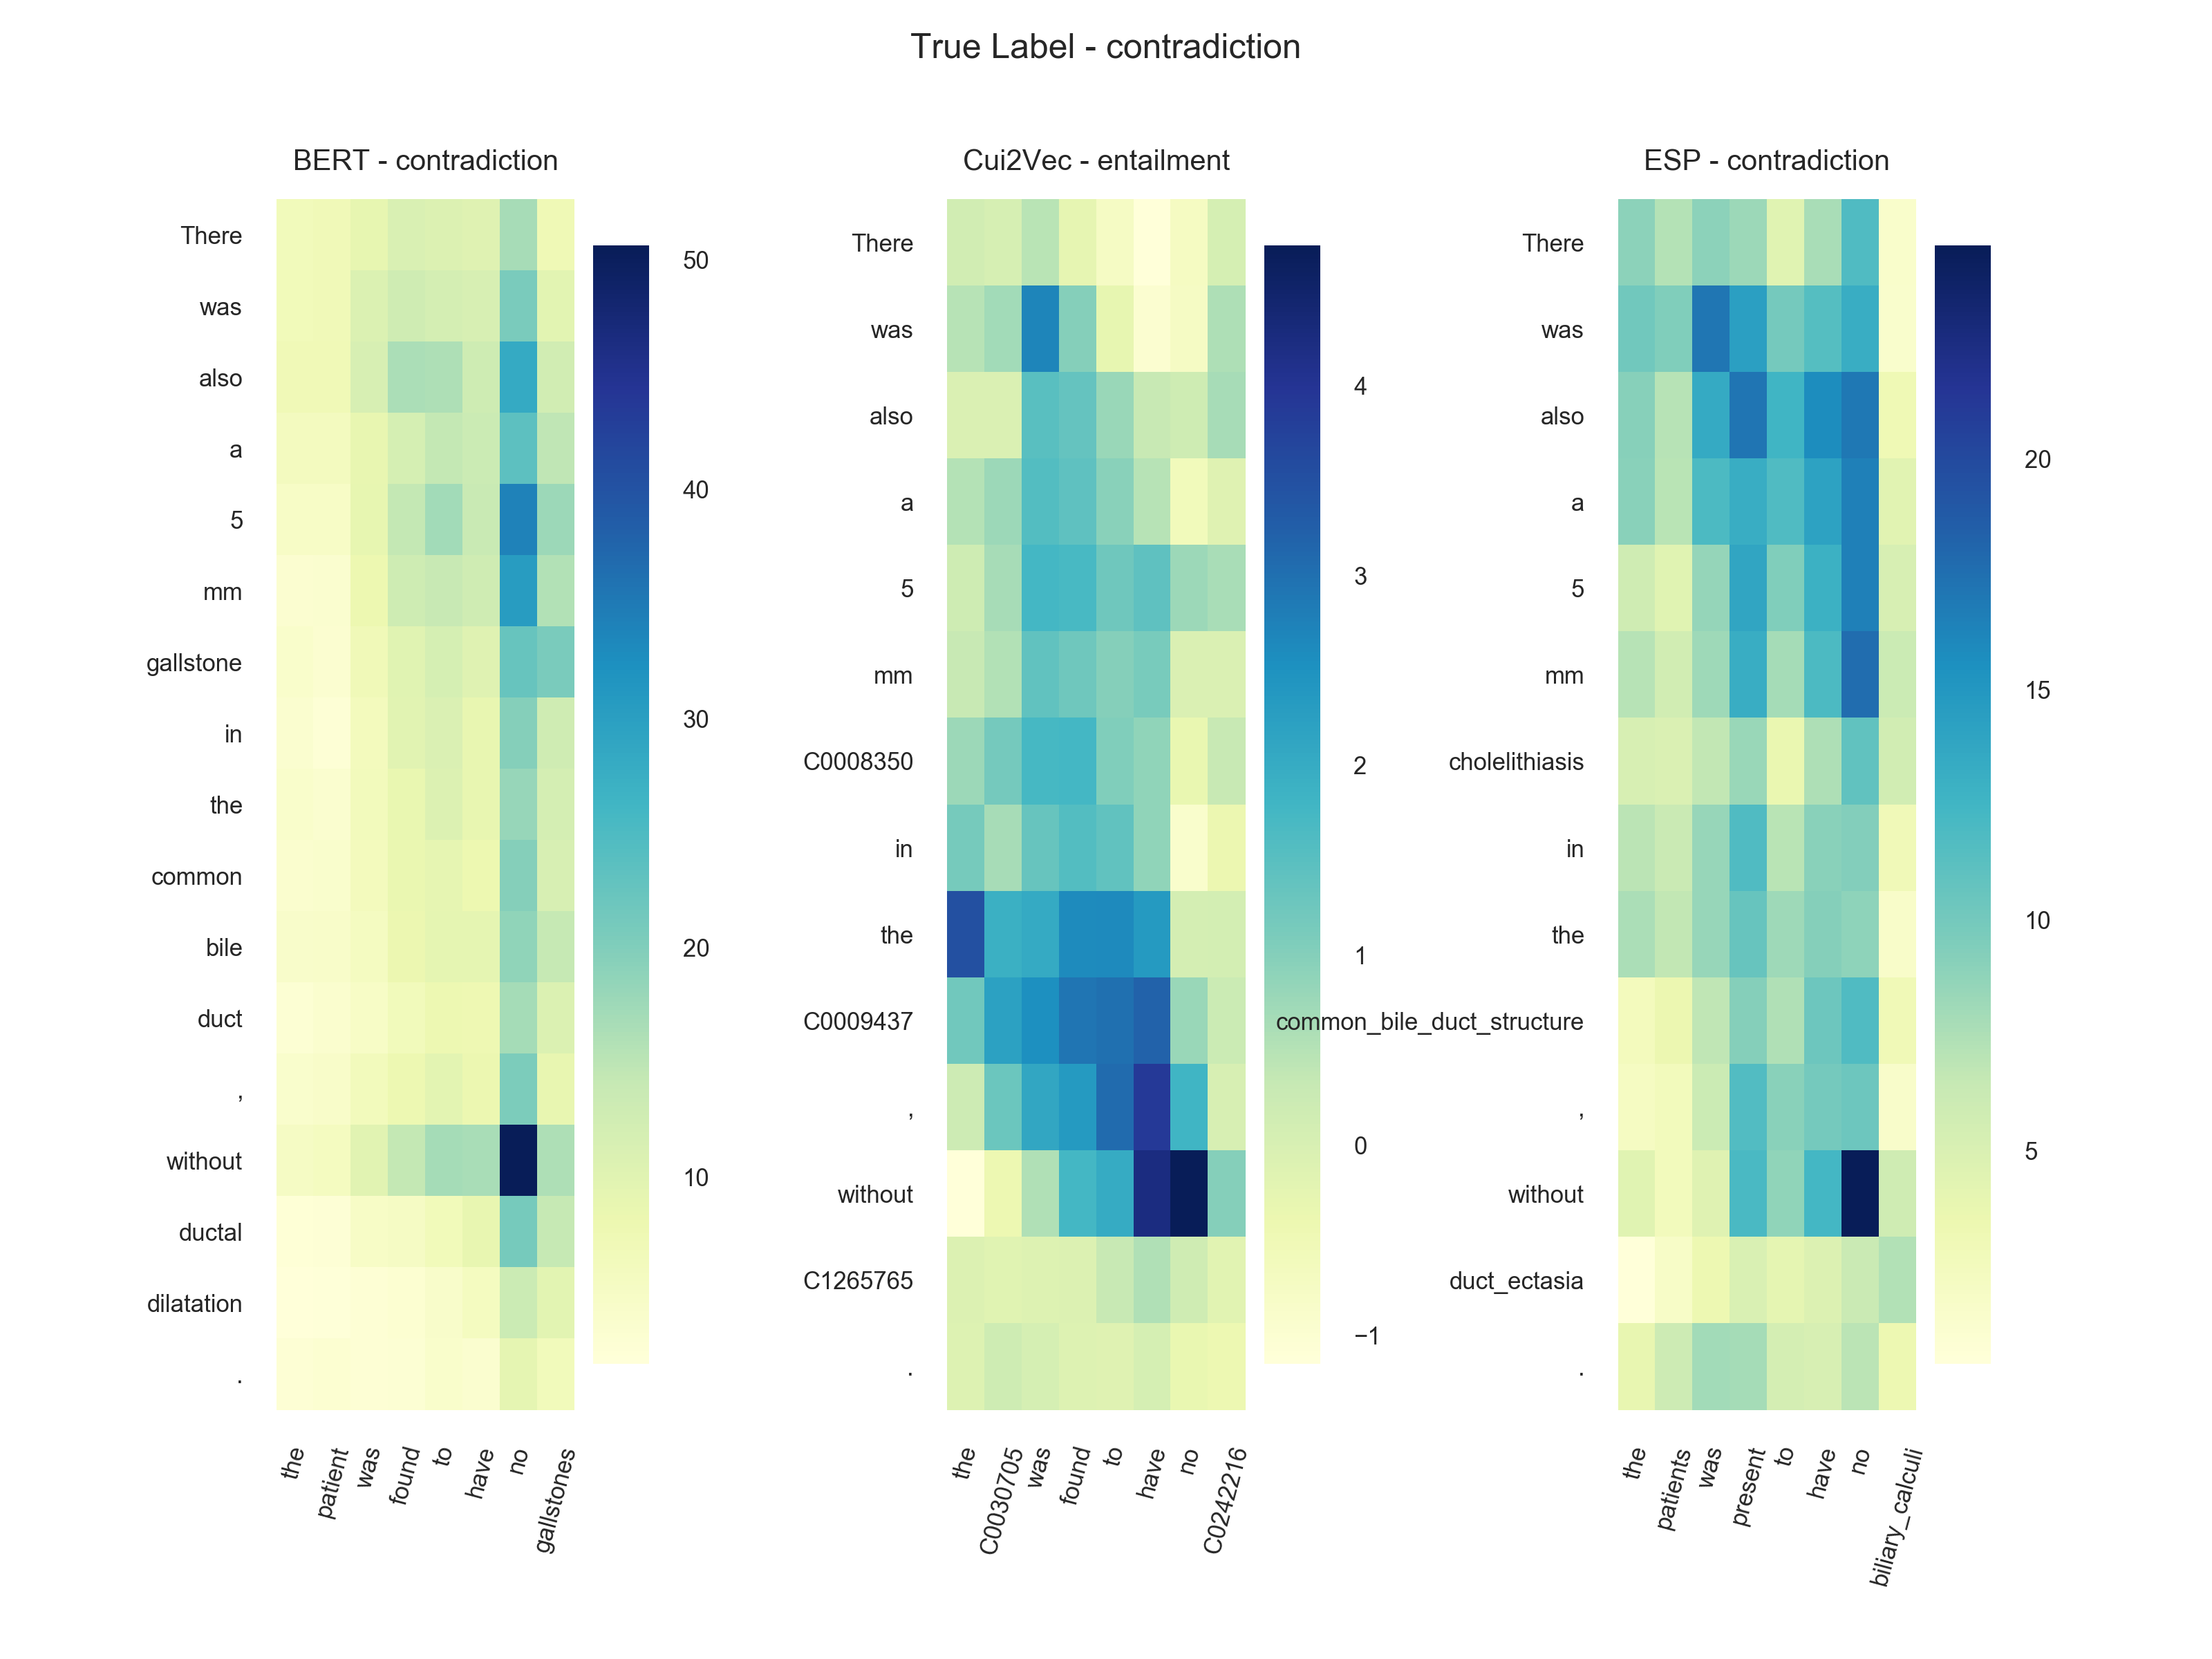 True Label - contradiction
BERT - contradiction
There
was
also
a
5
mm
gallstone
in
the
common
bile
duct
,
without
ductal
dilatation
.
the
patient
was
found
to
have
no
gallstones
50
40
30
20
10
Cui2Vec - entailment
There
was
also
a
5
mm
C0008350
in
the
C0009437
,
without
C1265765
.
the
C0030705
was
found
to
have
no
C0242216
4
3
2
1
0
−1
ESP - contradiction
There
was
also
a
5
mm
cholelithiasis
in
the
common_bile_duct_structure
,
without
duct_ectasia
.
the
patients
was
present
to
have
no
biliary_calculi
20
15
10
5